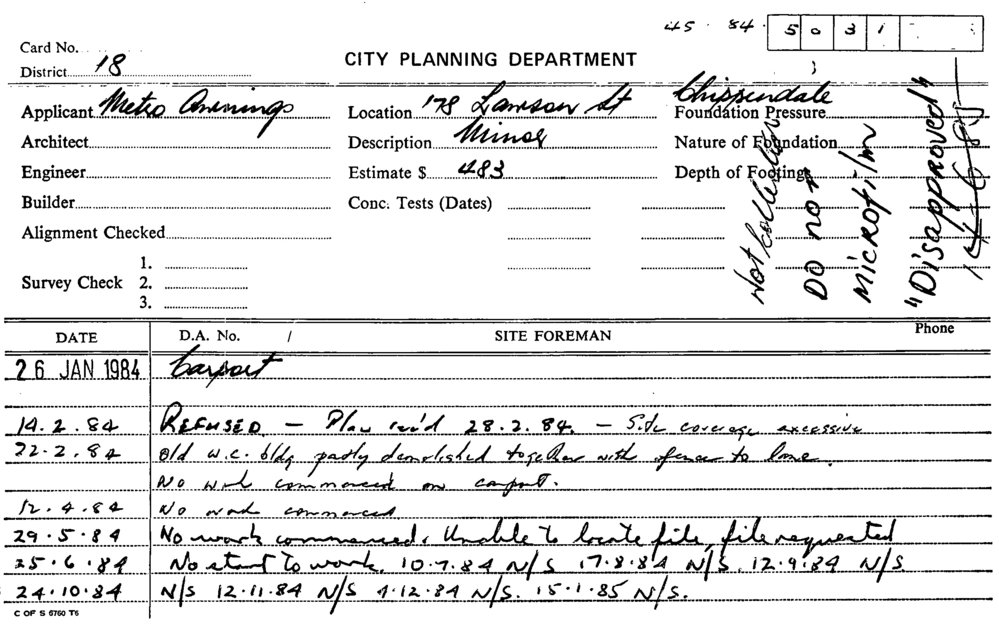 45 · 84 · 5031
Card No.
District 18
CITY PLANNING DEPARTMENT
Applicant Metro Awnings Location 178 Lawson St Chippendale
Foundation Pressure
Architect Description Minor Nature of Foundation
Engineer Estimate $ 483 Depth of Footing
Builder Conc. Tests (Dates)
Alignment Checked
1.
Survey Check 2.
3.
Not collected
DO NOT
MICROFILM
"Disapproved"
DATE D.A. No. / SITE FOREMAN Phone
26 JAN 1984 Carport
14.2.84 REFUSED - Plan rec'd 28.2.84. - Site coverage excessive
22.2.84 Old w.c. bldg partly demolished together with fence to lane.
No work commenced on carport.
12.4.84 No work commenced
29.5.84 No work commenced. Unable to locate file, file requested
25.6.84 No start to work. 10.7.84 N/S 17.8.84 N/S. 12.9.84 N/S
24.10.84 N/S 12.11.84 N/S 4.12.84 N/S. 15.1.85 N/S.
C OF S 6760 T6